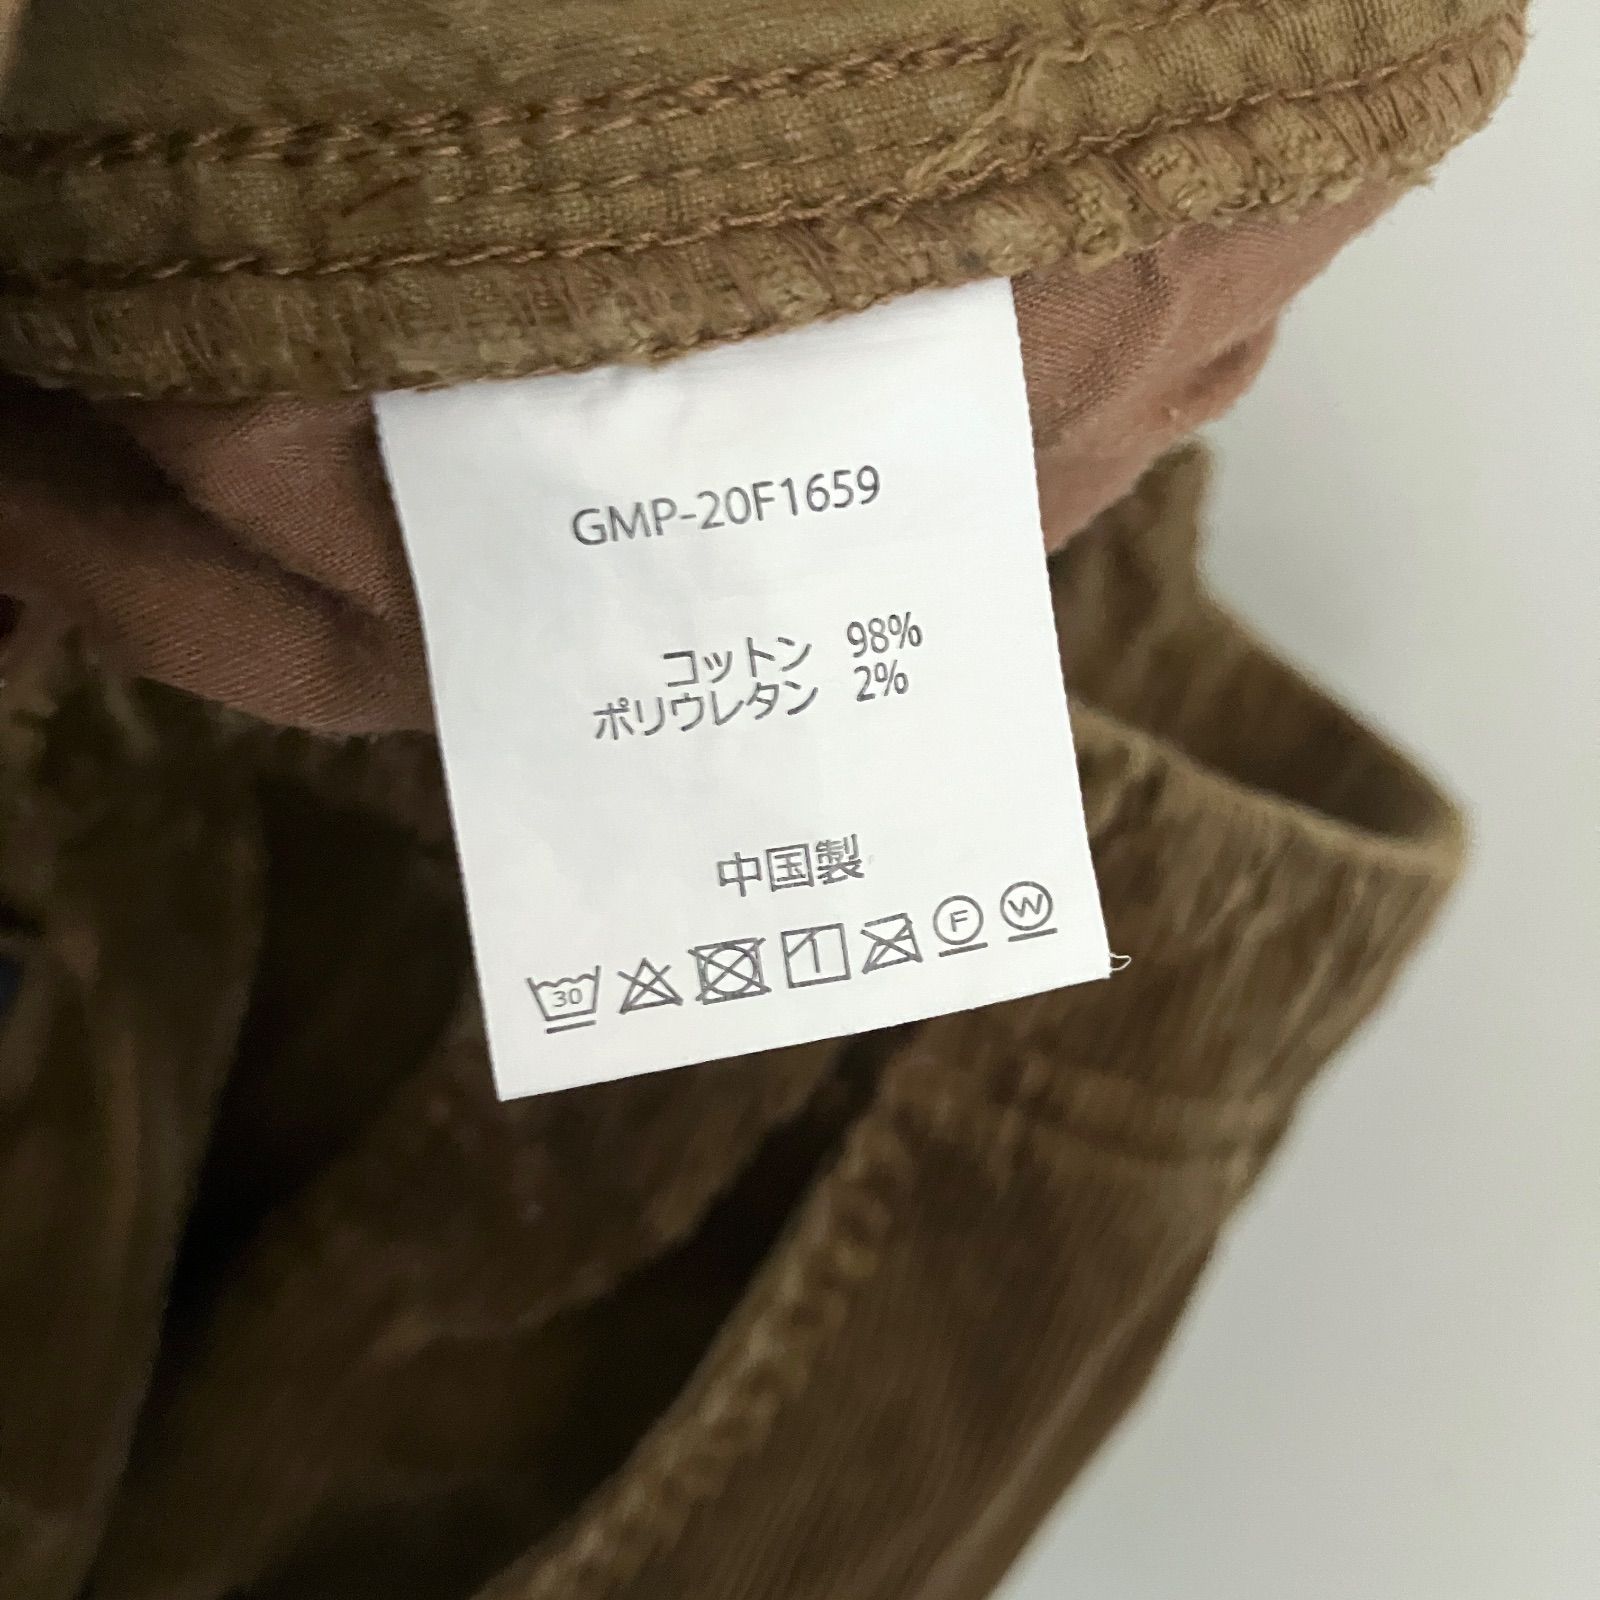 GMP-20F1659
コットン 98%
ポリウレタン 2%
中国製
30 F W